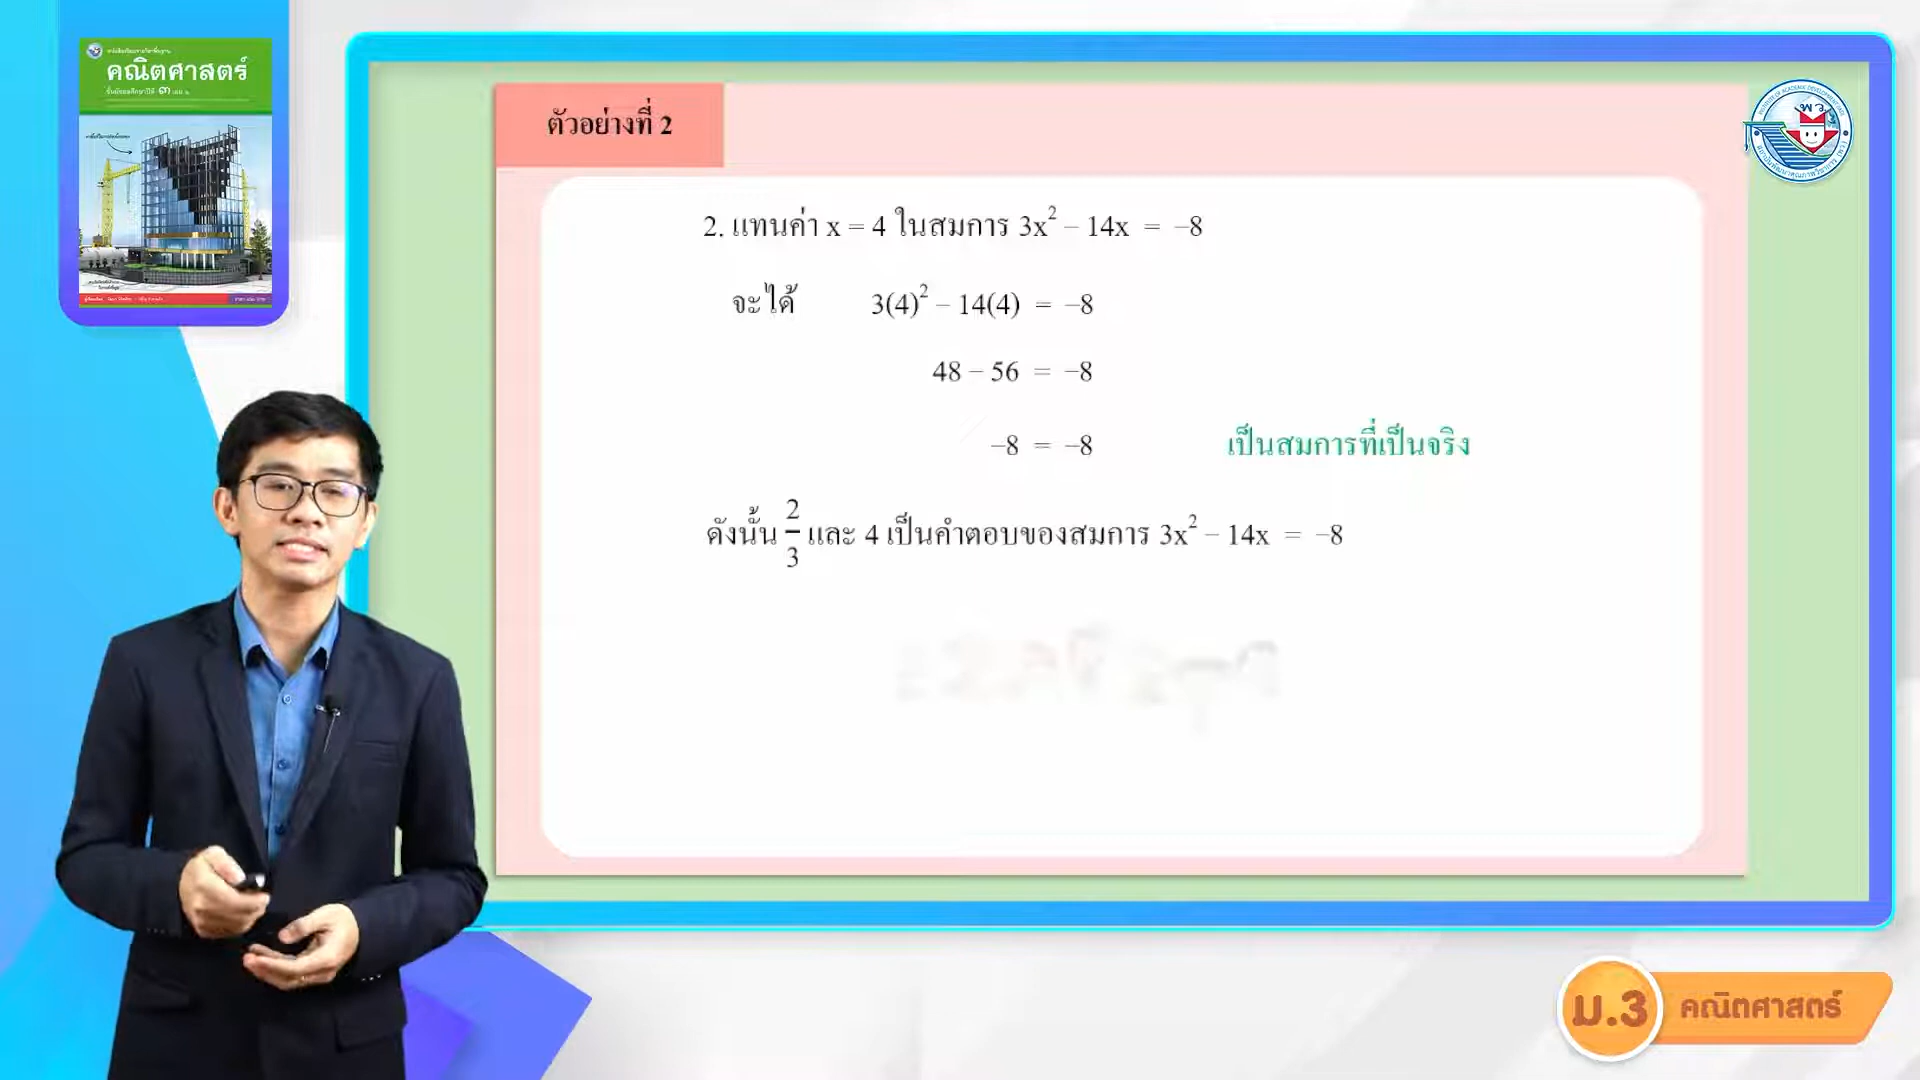 คณิตศาสตร์
ตัวอย่างที่ 2
2. แทนค่า x = 4 ในสมการ 3x² – 14x = –8
จะได้ 3(4)² – 14(4) = –8
48 – 56 = –8
–8 = –8 เป็นสมการที่เป็นจริง
ดังนั้น 2/3 และ 4 เป็นคำตอบของสมการ 3x² – 14x = –8
พว
ม.3 คณิตศาสตร์